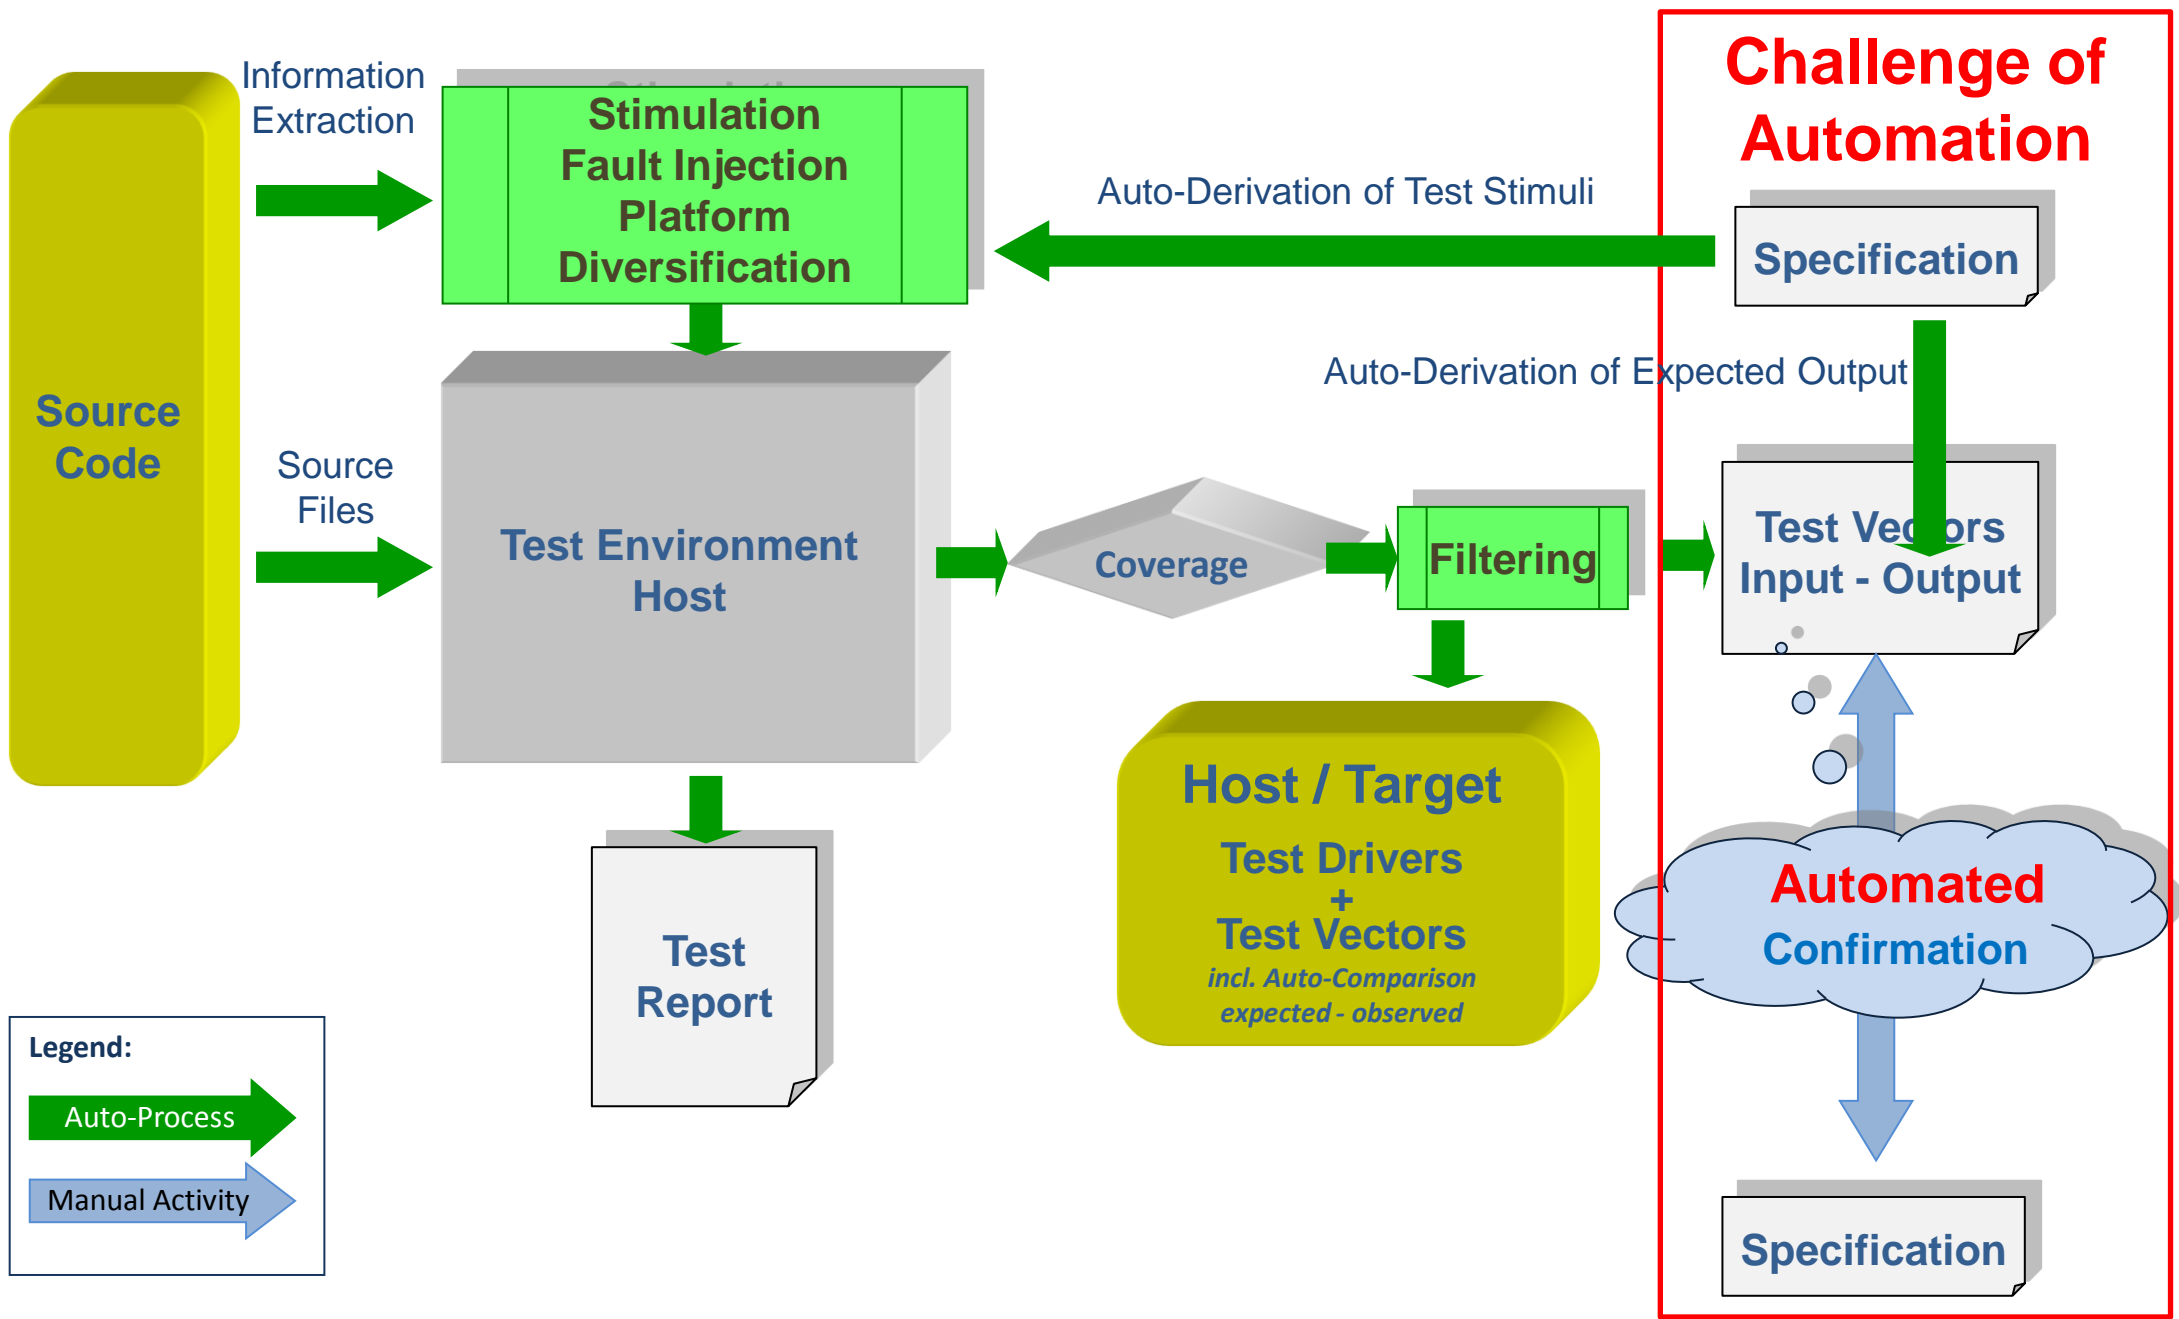 Challenge of
Automation
Information
Extraction
Stimulation
Fault Injection
Platform
Diversification
Auto-Derivation of Test Stimuli
Specification
Auto-Derivation of Expected Output
Source
Code
Source
Files
Test Environment
Host
Coverage
Filtering
Test Vectors
Input - Output
Host / Target
Test Drivers
+
Test Vectors
incl. Auto-Comparison
expected - observed
Automated
Confirmation
Test
Report
Specification
Legend:
Auto-Process
Manual Activity